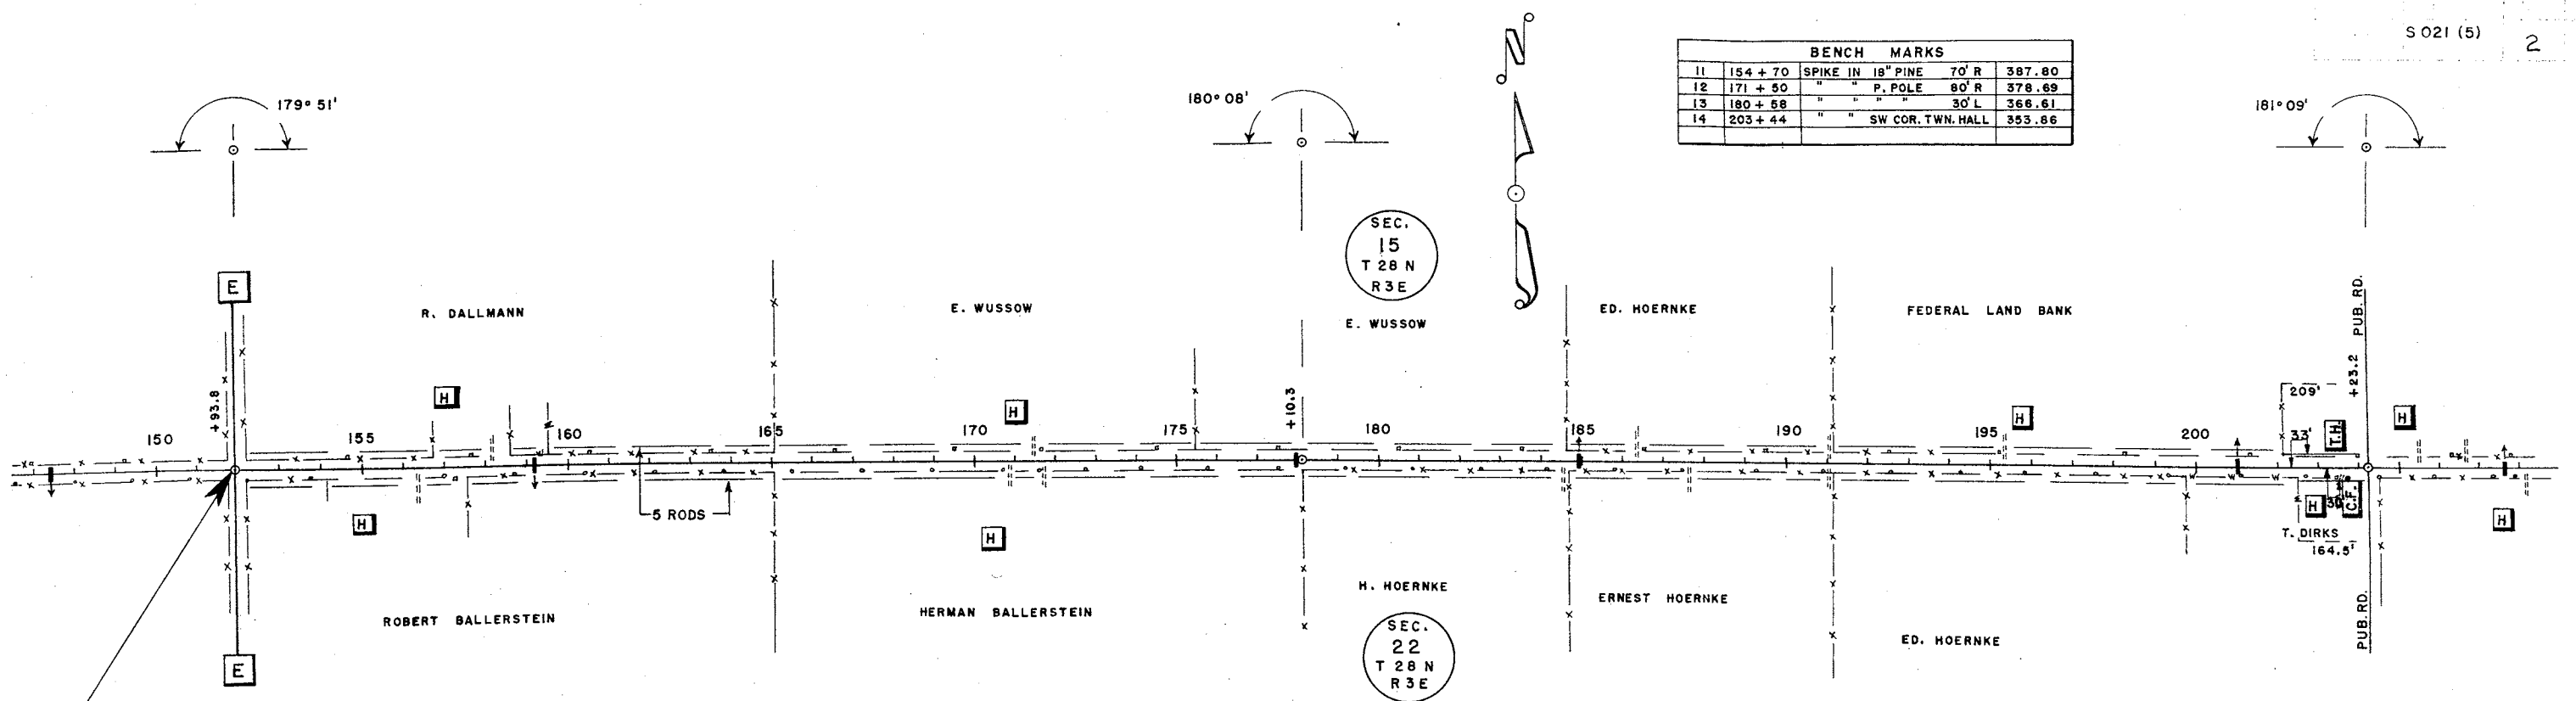 S 021 (5) 2
BENCH MARKS
11 154 + 70 SPIKE IN 18" PINE 70' R 387.80
12 171 + 50 " " P. POLE 80' R 378.69
13 180 + 58 " " " " 30' L 366.61
14 203 + 44 " " SW COR. TWN. HALL 353.86
N
179° 51'
180° 08'
181° 09'
SEC.
15
T 28 N
R 3 E
E
R. DALLMANN
E. WUSSOW
E. WUSSOW
ED. HOERNKE
FEDERAL LAND BANK
PUB. RD.
+93.8
+10.3
+23.2
209'
33'
H
H
H
T.H.
H
150 155 160 165 170 175 180 185 190 195 200
5 RODS
H
H
H
30'
C.F.
H
T. DIRKS
164.5'
ROBERT BALLERSTEIN
HERMAN BALLERSTEIN
H. HOERNKE
ERNEST HOERNKE
ED. HOERNKE
PUB. RD.
E
SEC.
22
T 28 N
R 3 E